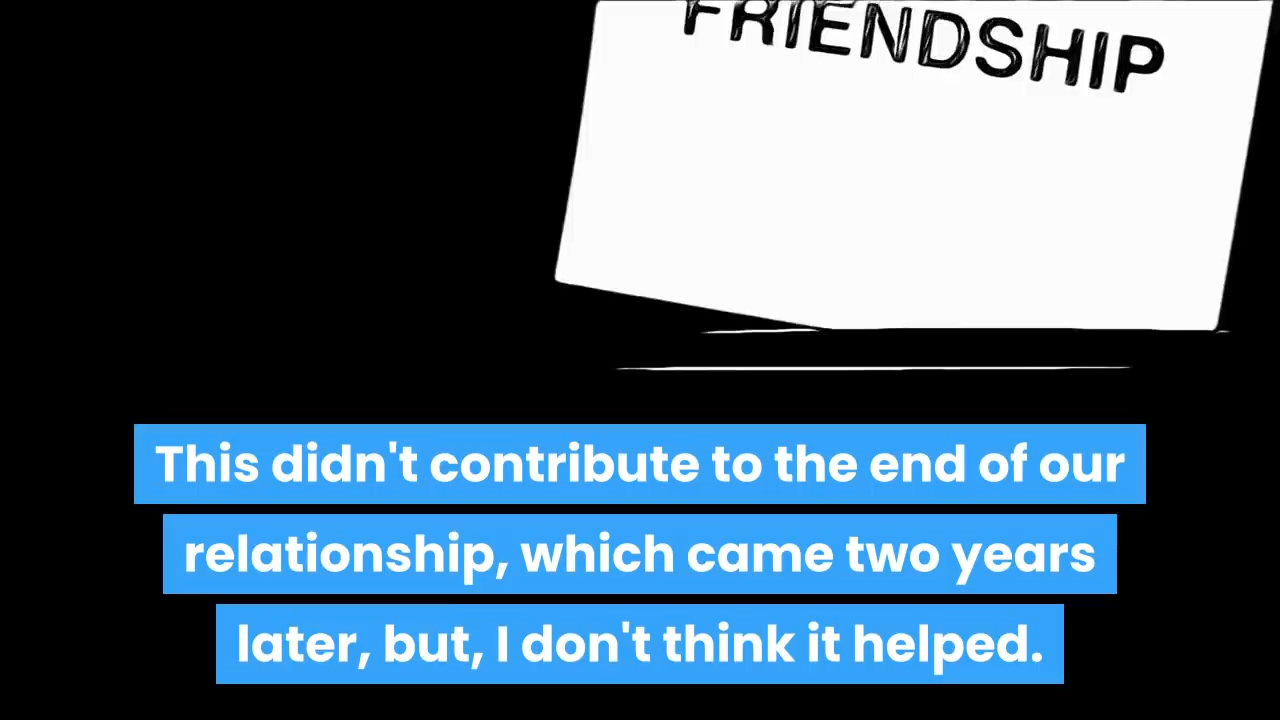 FRIENDSHIP
This didn't contribute to the end of our
relationship, which came two years
later, but, I don't think it helped.